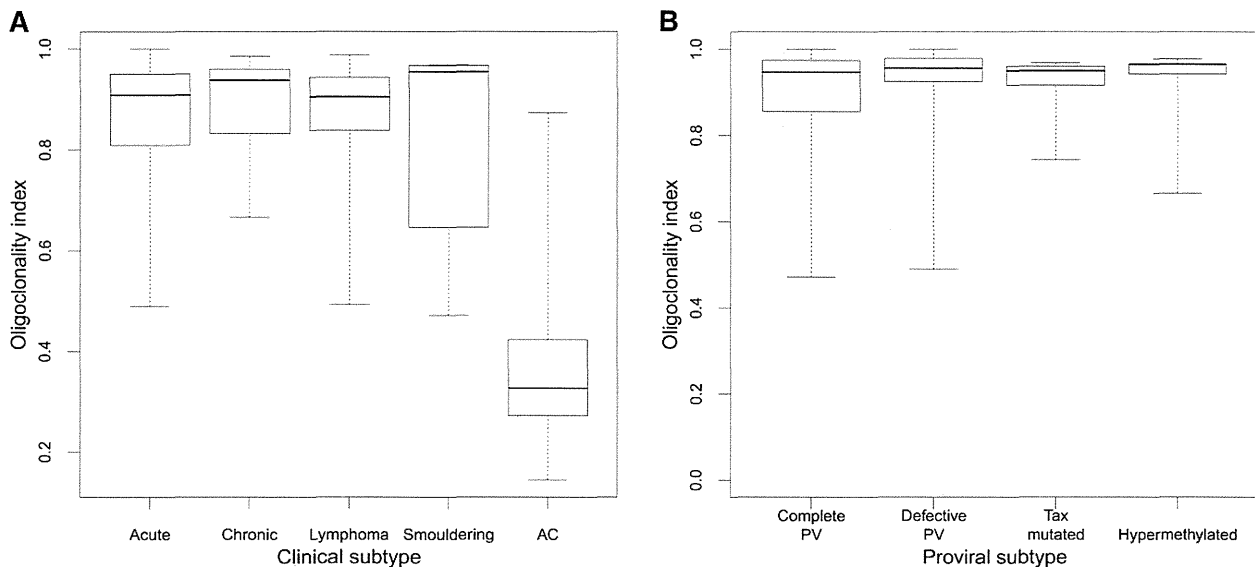 A
Oligoclonality index
1.0
0.8
0.6
0.4
0.2
Acute
Chronic
Lymphoma
Smouldering
AC
Clinical subtype
B
Oligoclonality index
1.0
0.8
0.6
0.4
0.2
0.0
Complete
PV
Defective
PV
Tax
mutated
Hypermethylated
Proviral subtype